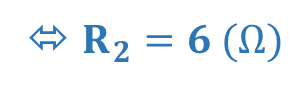 ⇔ R₂ = 6 (Ω)